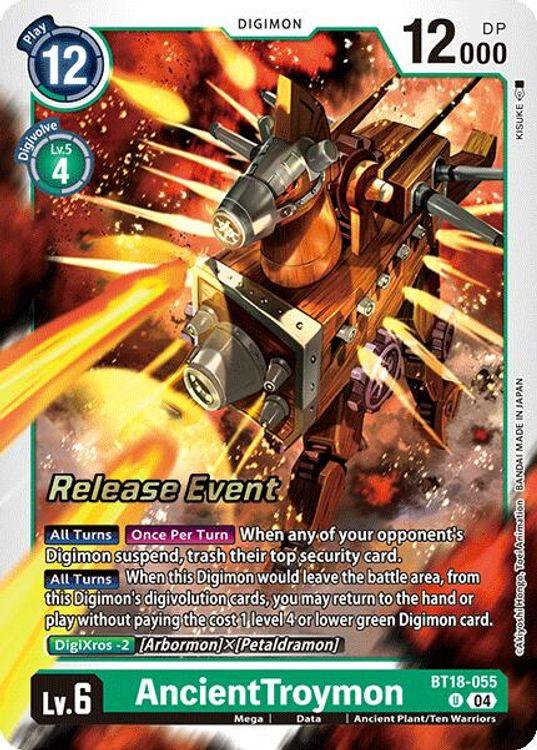 Play
12
DIGIMON
DP
12000
Digivolve
Lv.5
4
KISUKE
BANDAI MADE IN JAPAN
©Akiyoshi Hongo, Toei Animation
Release Event
All Turns Once Per Turn When any of your opponent's
Digimon suspend, trash their top security card.
All Turns When this Digimon would leave the battle area, from
this Digimon's digivolution cards, you may return to the hand or
play without paying the cost 1 level 4 or lower green Digimon card.
DigiXros -2 [Arbormon]×[Petaldramon]
Lv.6
AncientTroymon
BT18-055
U 04
Mega | Data | Ancient Plant/Ten Warriors